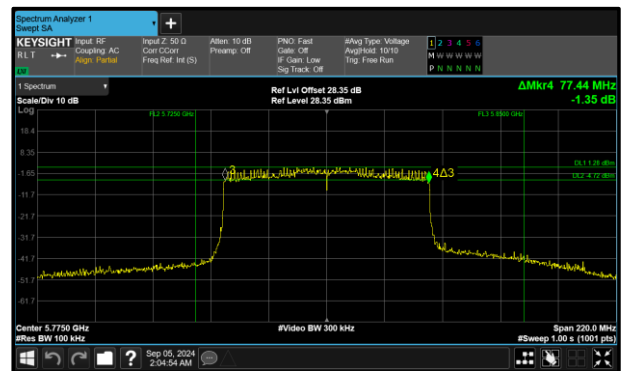 Spectrum Analyzer 1
Swept SA
+
KEYSIGHT Input: RF Input Z: 50 Ω Atten: 10 dB PNO: Fast #Avg Type: Voltage 1 2 3 4 5 6
RLT Coupling: AC Corr CCorr Preamp: Off Gate: Off Avg|Hold: 10/10 M W W W W W
Align: Partial Freq Ref: Int (S) IF Gain: Low Trig: Free Run
Sig Track: Off P N N N N N
LXI
1 Spectrum Ref Lvl Offset 28.35 dB ΔMkr4 77.44 MHz
Scale/Div 10 dB Ref Level 28.35 dBm -1.35 dB
Log FL2 5.7250 GHz FL3 5.8500 GHz
18.4
8.35
DL1 1.28 dBm
-1.65 3 4Δ3
DL2 -4.72 dBm
-11.7
-21.7
-31.7
-41.7
-51.7
-61.7
Center 5.7750 GHz #Video BW 300 kHz Span 220.0 MHz
#Res BW 100 kHz #Sweep 1.00 s (1001 pts)
? Sep 05, 2024
2:04:54 AM